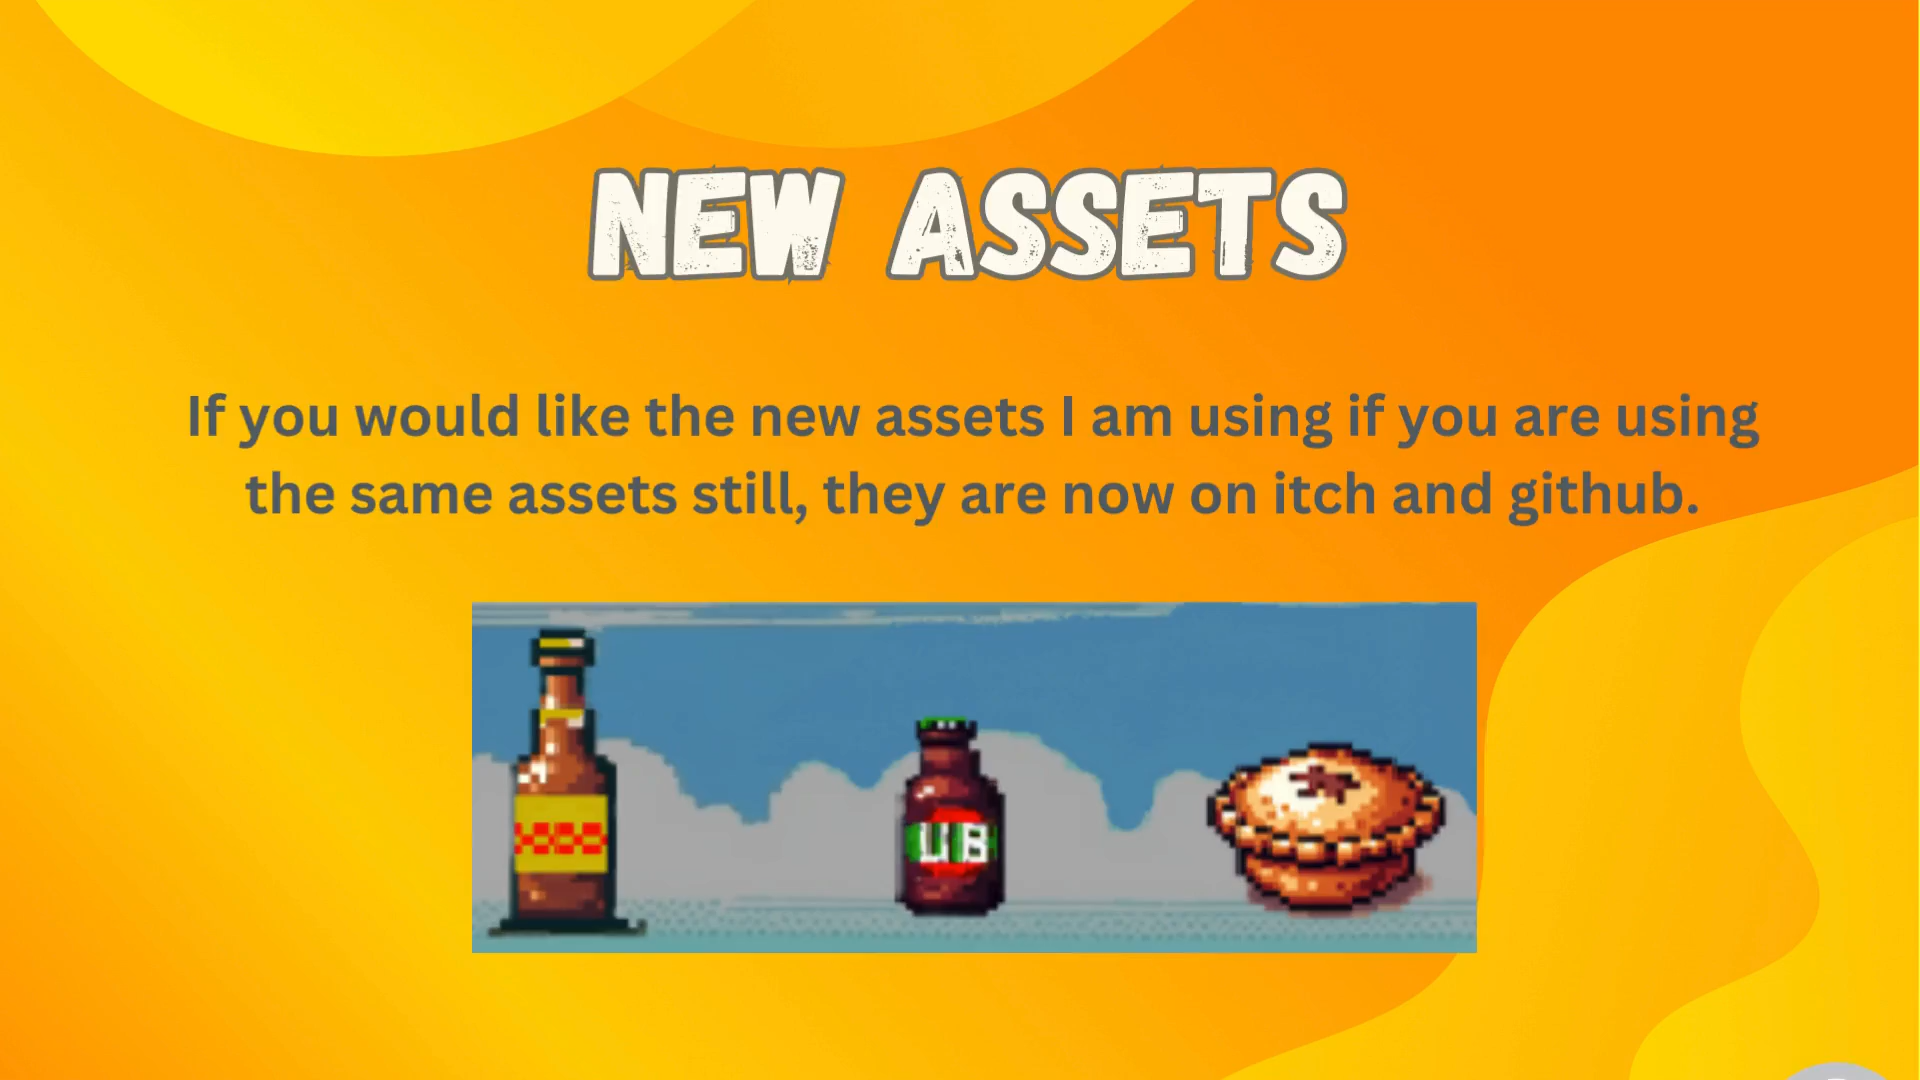 NEW ASSETS
If you would like the new assets I am using if you are using
the same assets still, they are now on itch and github.
UB